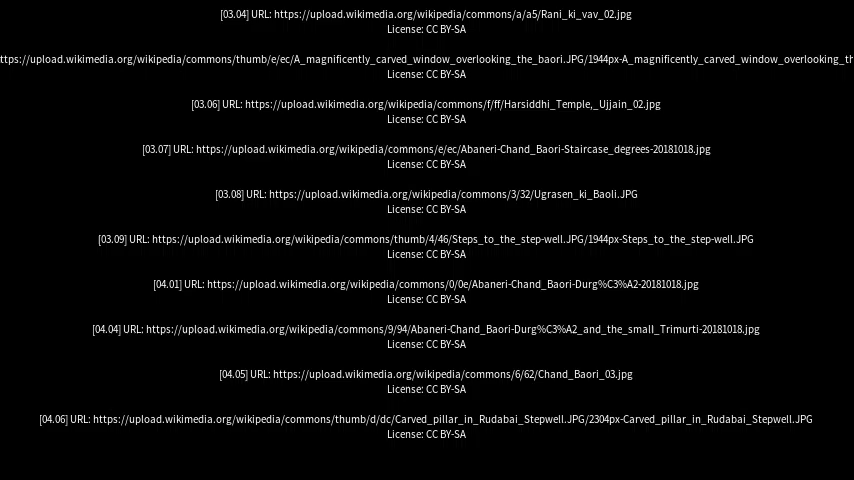 [03.04] URL: https://upload.wikimedia.org/wikipedia/commons/a/a5/Rani_ki_vav_02.jpg
License: CC BY-SA
ttps://upload.wikimedia.org/wikipedia/commons/thumb/e/ec/A_magnificently_carved_window_overlooking_the_baori.JPG/1944px-A_magnificently_carved_window_overlooking_th
License: CC BY-SA
[03.06] URL: https://upload.wikimedia.org/wikipedia/commons/f/ff/Harsiddhi_Temple,_Ujjain_02.jpg
License: CC BY-SA
[03.07] URL: https://upload.wikimedia.org/wikipedia/commons/e/ec/Abaneri-Chand_Baori-Staircase_degrees-20181018.jpg
License: CC BY-SA
[03.08] URL: https://upload.wikimedia.org/wikipedia/commons/3/32/Ugrasen_ki_Baoli.JPG
License: CC BY-SA
[03.09] URL: https://upload.wikimedia.org/wikipedia/commons/thumb/4/46/Steps_to_the_step-well.JPG/1944px-Steps_to_the_step-well.JPG
License: CC BY-SA
[04.01] URL: https://upload.wikimedia.org/wikipedia/commons/0/0e/Abaneri-Chand_Baori-Durg%C3%A2-20181018.jpg
License: CC BY-SA
[04.04] URL: https://upload.wikimedia.org/wikipedia/commons/9/94/Abaneri-Chand_Baori-Durg%C3%A2_and_the_small_Trimurti-20181018.jpg
License: CC BY-SA
[04.05] URL: https://upload.wikimedia.org/wikipedia/commons/6/62/Chand_Baori_03.jpg
License: CC BY-SA
[04.06] URL: https://upload.wikimedia.org/wikipedia/commons/thumb/d/dc/Carved_pillar_in_Rudabai_Stepwell.JPG/2304px-Carved_pillar_in_Rudabai_Stepwell.JPG
License: CC BY-SA